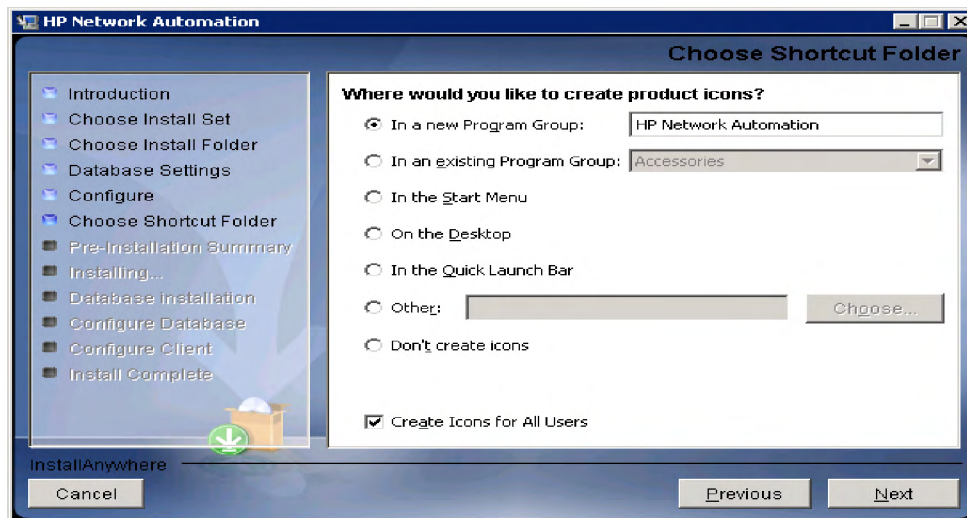 HP Network Automation
Choose Shortcut Folder
Introduction
Choose Install Set
Choose Install Folder
Database Settings
Configure
Choose Shortcut Folder
Pre-Installation Summary
Installing...
Database installation
Configure Database
Configure Client
Install Complete
Where would you like to create product icons?
In a new Program Group: HP Network Automation
In an existing Program Group: Accessories
In the Start Menu
On the Desktop
In the Quick Launch Bar
Other: Choose...
Don't create icons
Create Icons for All Users
InstallAnywhere
Cancel Previous Next